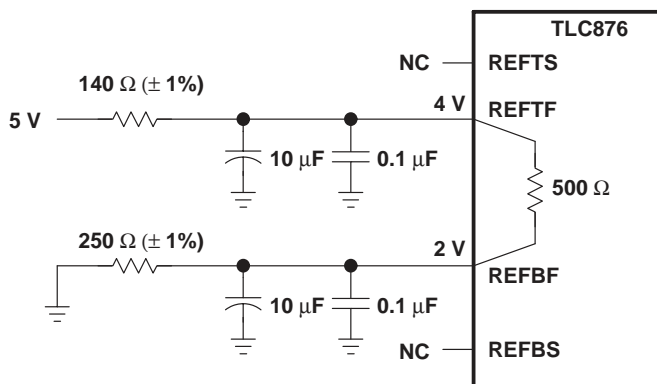 TLC876
NC
REFTS
140 Ω (± 1%)
5 V
4 V
REFTF
10 μF
0.1 μF
500 Ω
250 Ω (± 1%)
2 V
REFBF
10 μF
0.1 μF
NC
REFBS